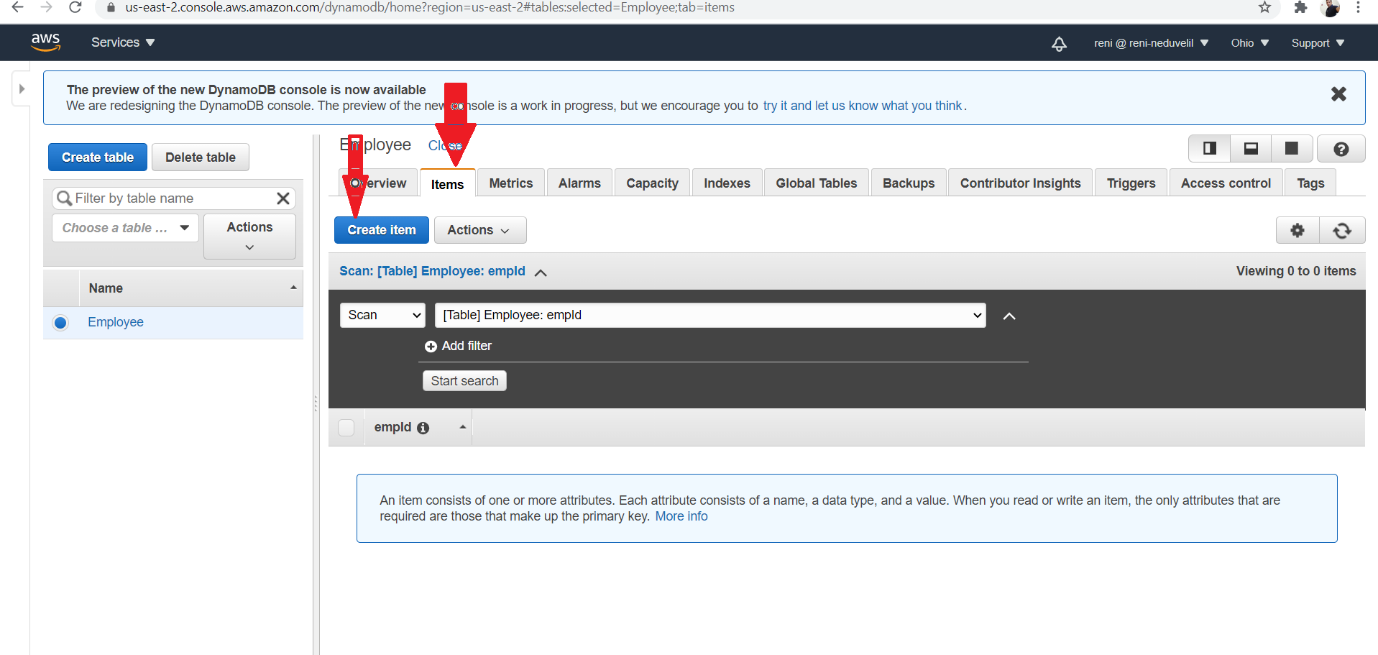 us-east-2.console.aws.amazon.com/dynamodb/home?region=us-east-2#tables:selected=Employee;tab=items
aws Services reni @ reni-neduvelil Ohio Support
The preview of the new DynamoDB console is now available
We are redesigning the DynamoDB console. The preview of the new console is a work in progress, but we encourage you to try it and let us know what you think.
Create table Delete table
Filter by table name
Choose a table ... Actions
Name
Employee
Employee Close
Overview Items Metrics Alarms Capacity Indexes Global Tables Backups Contributor Insights Triggers Access control Tags
Create item Actions
Scan: [Table] Employee: empId Viewing 0 to 0 items
Scan [Table] Employee: empId
Add filter
Start search
empId
An item consists of one or more attributes. Each attribute consists of a name, a data type, and a value. When you read or write an item, the only attributes that are
required are those that make up the primary key. More info